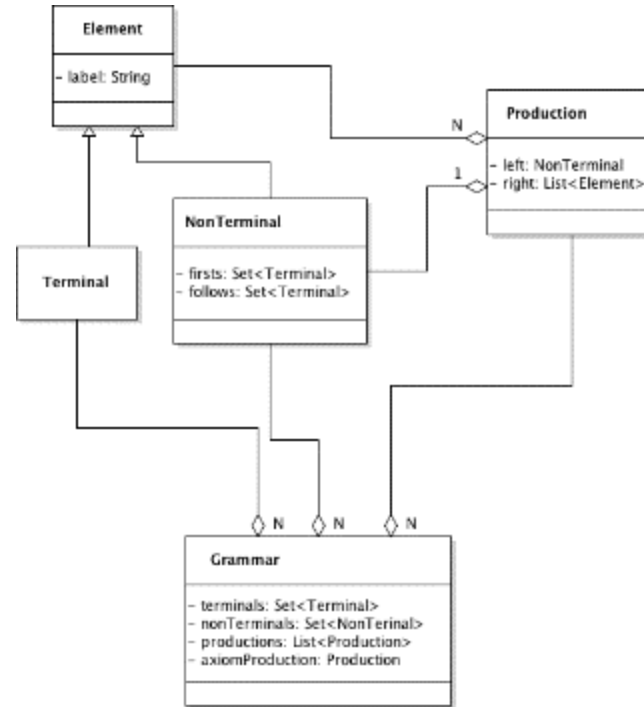 Element
- label: String
N
Production
- left: NonTerminal
- right: List<Element>
1
NonTerminal
- firsts: Set<Terminal>
- follows: Set<Terminal>
Terminal
N
N
N
Grammar
- terminals: Set<Terminal>
- nonTerminals: Set<NonTerinal>
- productions: List<Production>
- axiomProduction: Production